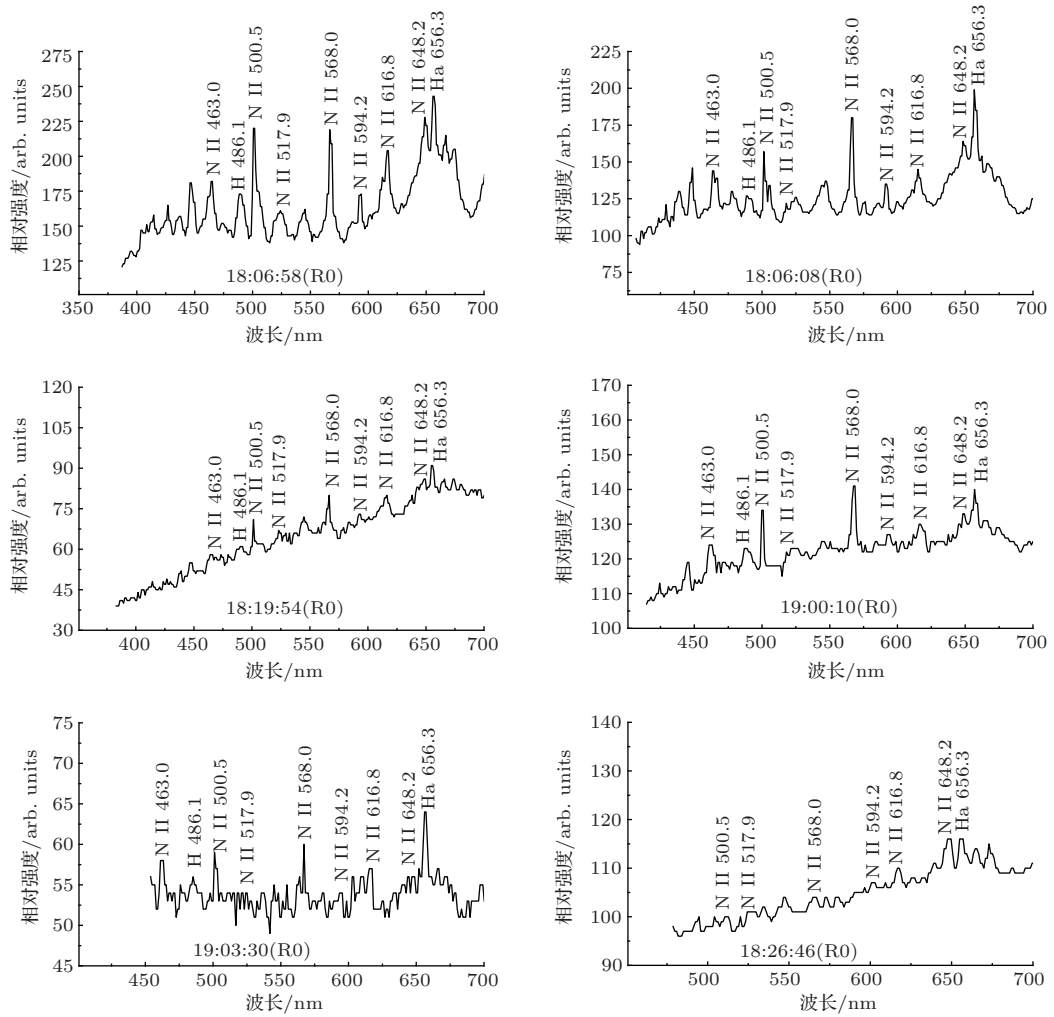 275
250
225
200
175
150
125
相对强度/arb. units
N II 463.0
H 486.1
N II 500.5
N II 517.9
N II 568.0
N II 594.2
N II 616.8
N II 648.2
Ha 656.3
18:06:58(R0)
350 400 450 500 550 600 650 700
波长/nm
225
200
175
150
125
100
75
相对强度/arb. units
N II 463.0
H 486.1
N II 500.5
N II 517.9
N II 568.0
N II 594.2
N II 616.8
N II 648.2
Ha 656.3
18:06:08(R0)
450 500 550 600 650 700
波长/nm
120
105
90
75
60
45
30
相对强度/arb. units
N II 463.0
H 486.1
N II 500.5
N II 517.9
N II 568.0
N II 594.2
N II 616.8
N II 648.2
Ha 656.3
18:19:54(R0)
400 450 500 550 600 650 700
波长/nm
170
160
150
140
130
120
110
100
相对强度/arb. units
N II 463.0
H 486.1
N II 500.5
N II 517.9
N II 568.0
N II 594.2
N II 616.8
N II 648.2
Ha 656.3
19:00:10(R0)
450 500 550 600 650 700
波长/nm
75
70
65
60
55
50
45
相对强度/arb. units
N II 463.0
H 486.1
N II 500.5
N II 517.9
N II 568.0
N II 594.2
N II 616.8
N II 648.2
Ha 656.3
19:03:30(R0)
450 500 550 600 650 700
波长/nm
140
130
120
110
100
90
相对强度/arb. units
N II 500.5
N II 517.9
N II 568.0
N II 594.2
N II 616.8
N II 648.2
Ha 656.3
18:26:46(R0)
500 550 600 650 700
波长/nm